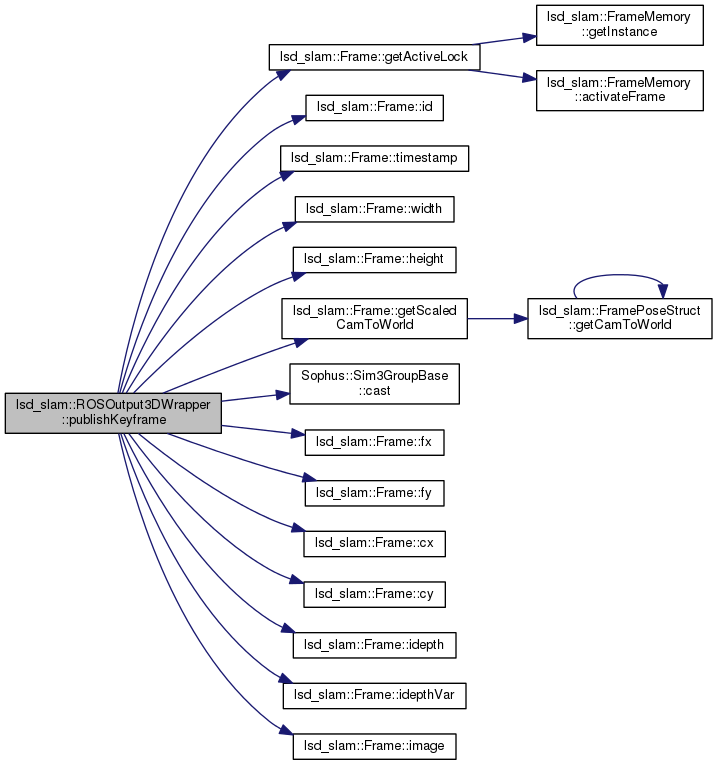 lsd_slam::ROSOutput3DWrapper
::publishKeyframe
lsd_slam::Frame::getActiveLock
lsd_slam::FrameMemory
::getInstance
lsd_slam::FrameMemory
::activateFrame
lsd_slam::Frame::id
lsd_slam::Frame::timestamp
lsd_slam::Frame::width
lsd_slam::Frame::height
lsd_slam::Frame::getScaled
CamToWorld
lsd_slam::FramePoseStruct
::getCamToWorld
Sophus::Sim3GroupBase
::cast
lsd_slam::Frame::fx
lsd_slam::Frame::fy
lsd_slam::Frame::cx
lsd_slam::Frame::cy
lsd_slam::Frame::idepth
lsd_slam::Frame::idepthVar
lsd_slam::Frame::image